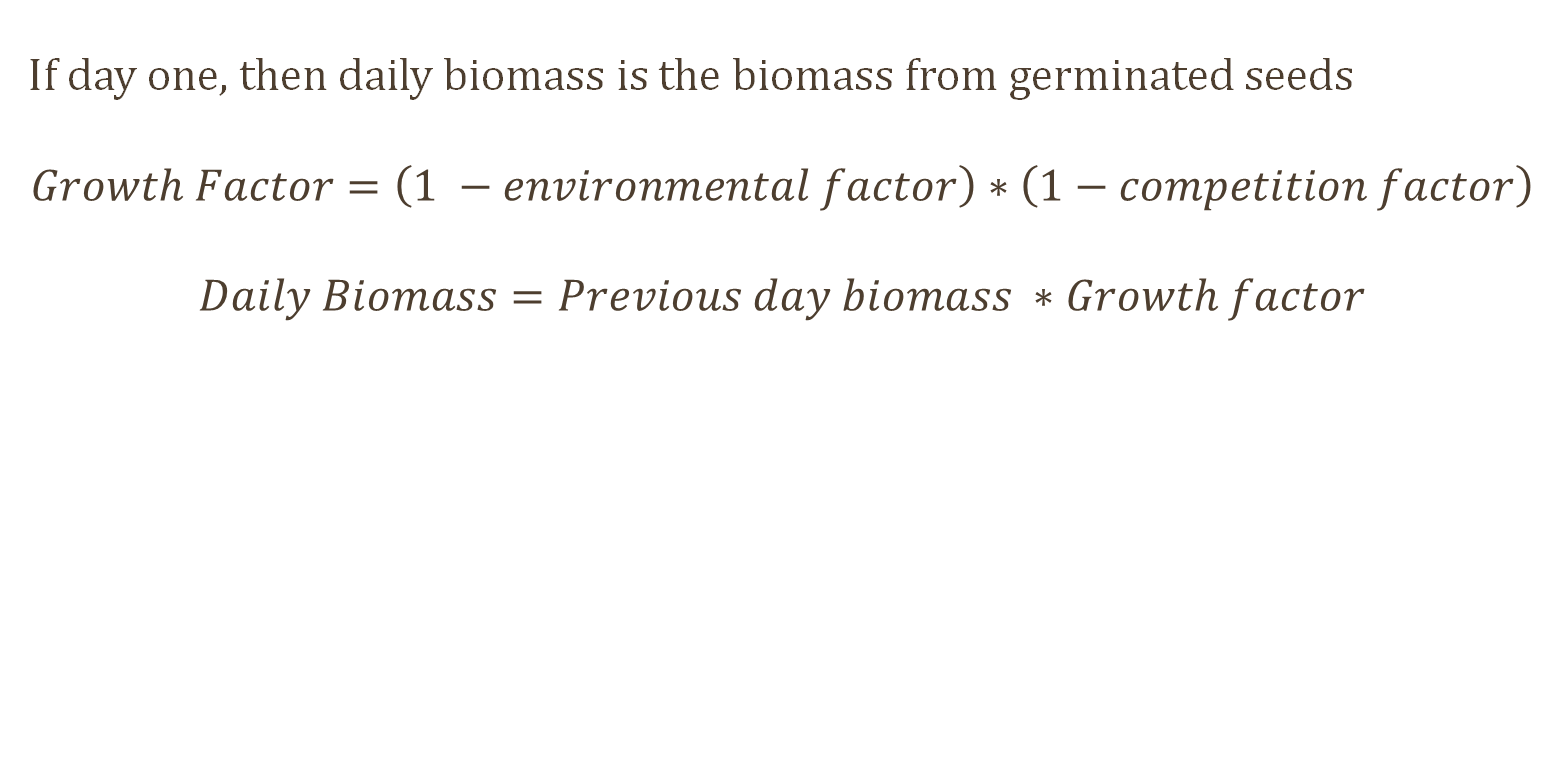 If day one, then daily biomass is the biomass from germinated seeds
Growth Factor = (1 − environmental factor) ∗ (1 − competition factor)
Daily Biomass = Previous day biomass ∗ Growth factor